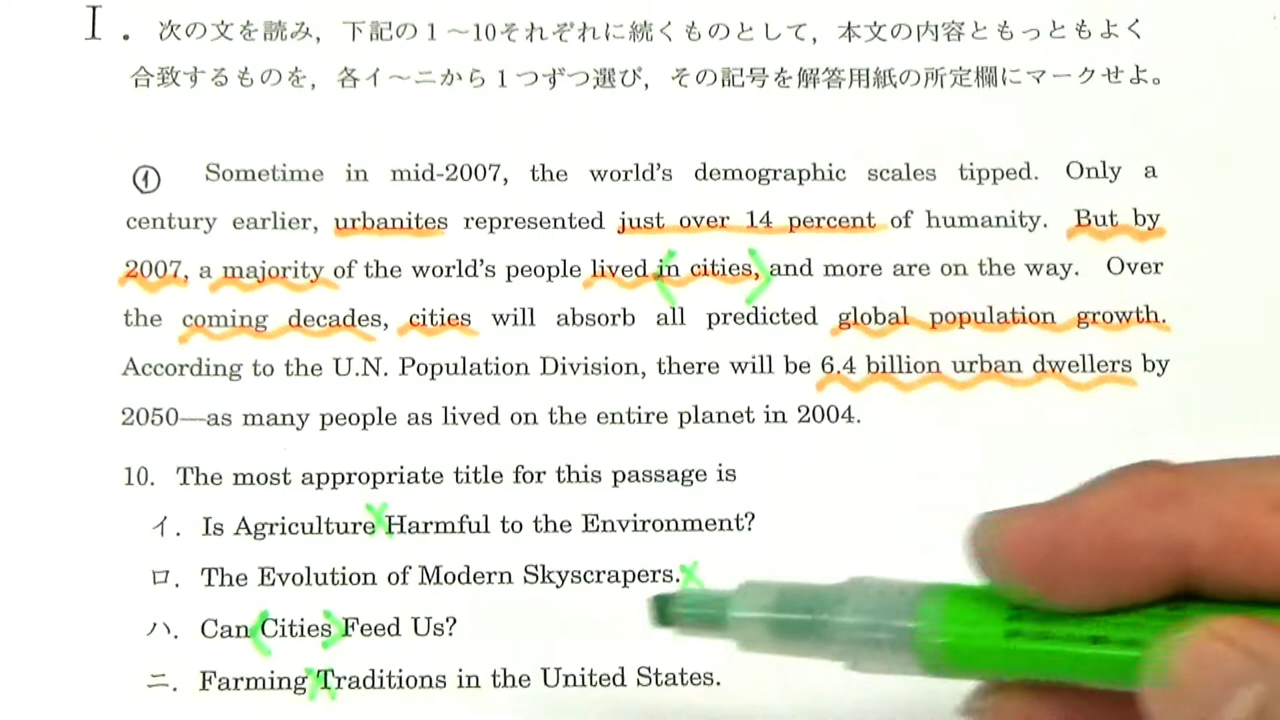 I. 次の文を読み,下記の1～10それぞれに続くものとして,本文の内容ともっともよく
合致するものを,各イ～ニから1つずつ選び,その記号を解答用紙の所定欄にマークせよ。
① Sometime in mid-2007, the world's demographic scales tipped. Only a
century earlier, urbanites represented just over 14 percent of humanity. But by
2007, a majority of the world's people lived in cities, and more are on the way. Over
the coming decades, cities will absorb all predicted global population growth.
According to the U.N. Population Division, there will be 6.4 billion urban dwellers by
2050—as many people as lived on the entire planet in 2004.
10. The most appropriate title for this passage is
イ. Is Agriculture Harmful to the Environment?
ロ. The Evolution of Modern Skyscrapers.
ハ. Can Cities Feed Us?
ニ. Farming Traditions in the United States.